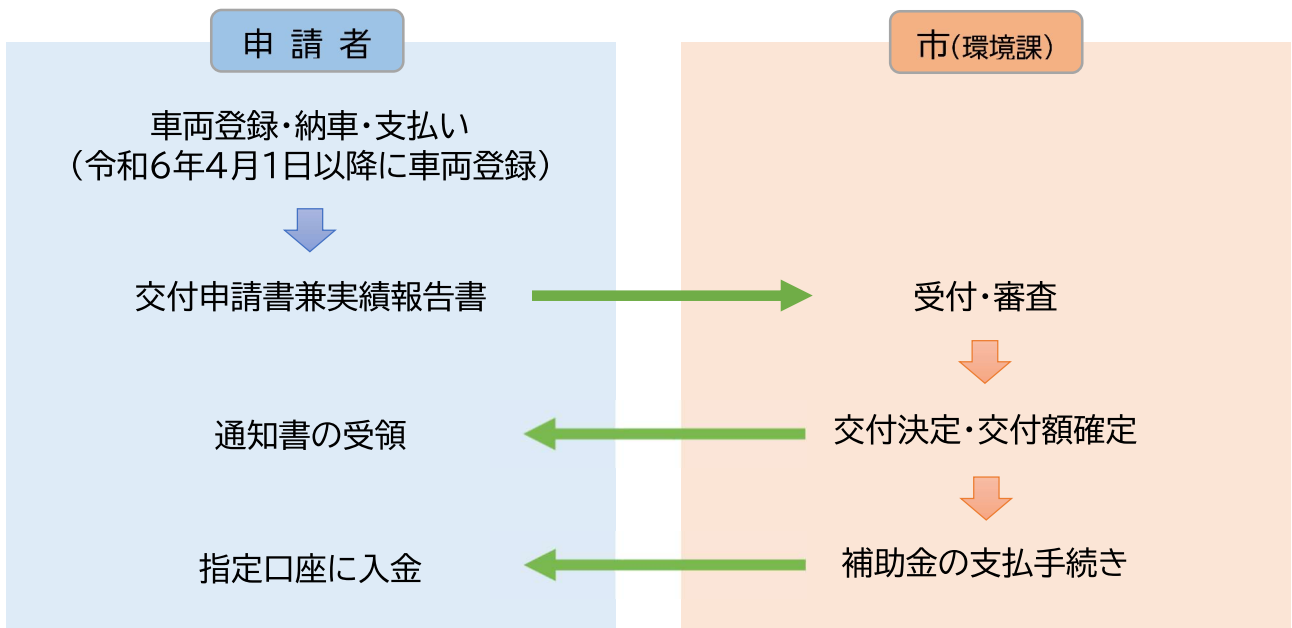 申 請 者
市(環境課)
車両登録・納車・支払い
(令和6年4月1日以降に車両登録)
交付申請書兼実績報告書
受付・審査
通知書の受領
交付決定・交付額確定
指定口座に入金
補助金の支払手続き